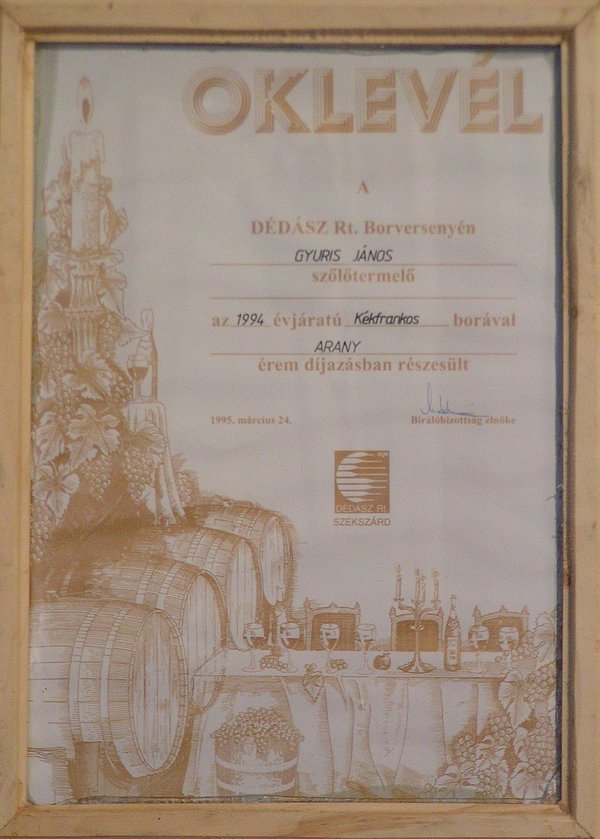 OKLEVÉL
A
DÉDÁSZ Rt. Borversenyén
GYURIS JÁNOS
szőlőtermelő
az 1994 évjáratú Kékfrankos borával
ARANY
érem díjazásban részesült
1995. március 24.
Bírálóbizottság elnöke
DÉDÁSZ Rt.
SZEKSZÁRD